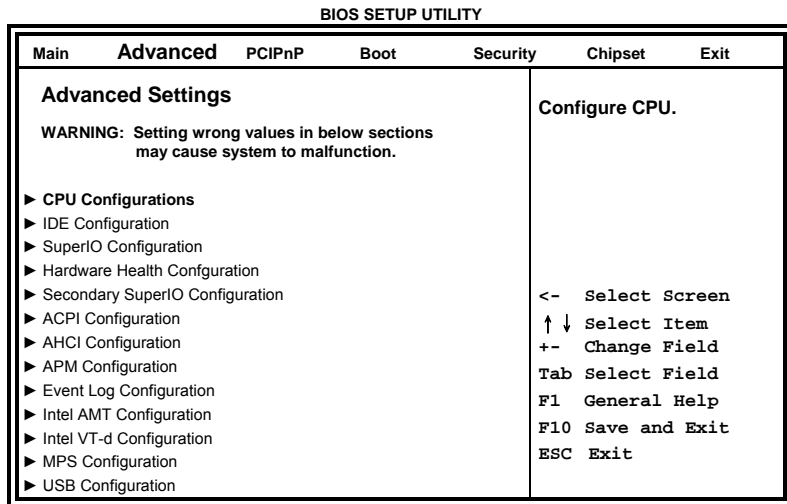 BIOS SETUP UTILITY
Main Advanced PCIPnP Boot Security Chipset Exit
Advanced Settings
WARNING: Setting wrong values in below sections
may cause system to malfunction.
► CPU Configurations
► IDE Configuration
► SuperIO Configuration
► Hardware Health Confguration
► Secondary SuperIO Configuration
► ACPI Configuration
► AHCI Configuration
► APM Configuration
► Event Log Configuration
► Intel AMT Configuration
► Intel VT-d Configuration
► MPS Configuration
► USB Configuration
Configure CPU.
<- Select Screen
↑↓ Select Item
+- Change Field
Tab Select Field
F1 General Help
F10 Save and Exit
ESC Exit